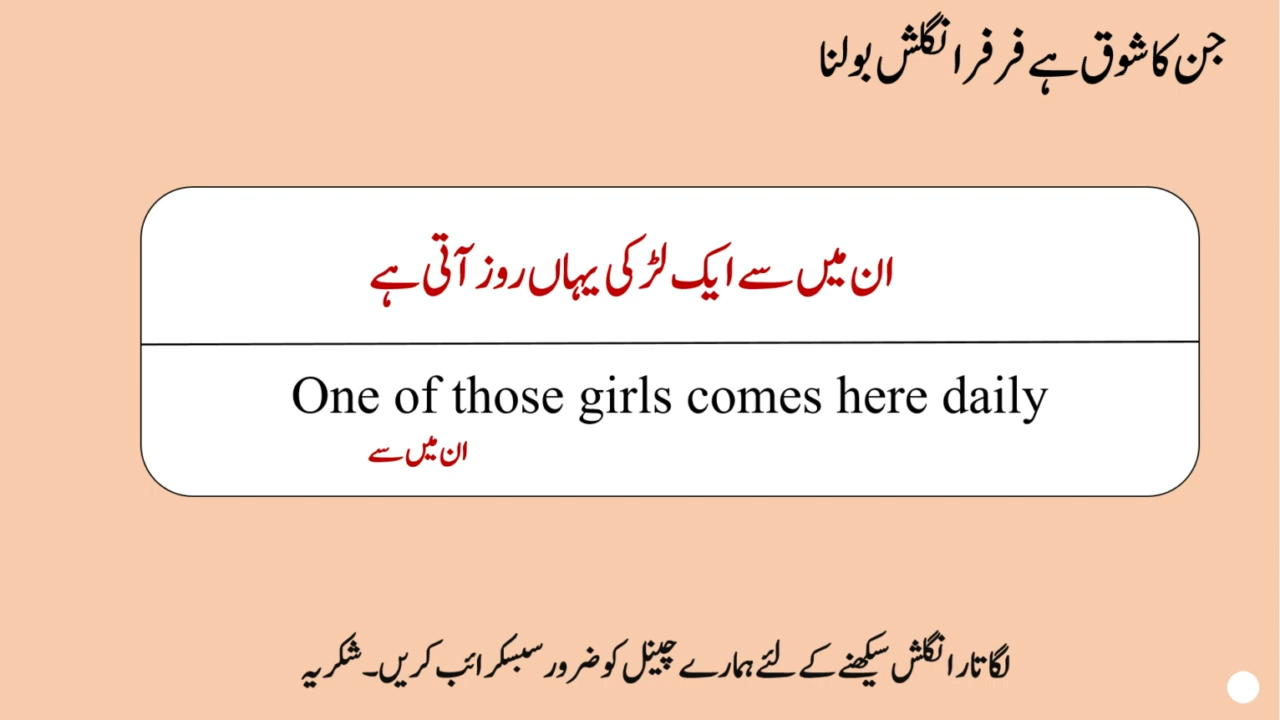 جن کا شوق ہے فر فر انگلش بولنا
ان میں سے ایک لڑکی یہاں روز آتی ہے
One of those girls comes here daily
ان میں سے
لگاتار انگلش سیکھنے کے لئے ہمارے چینل کو ضرور سبسکرائب کریں۔ شکریہ